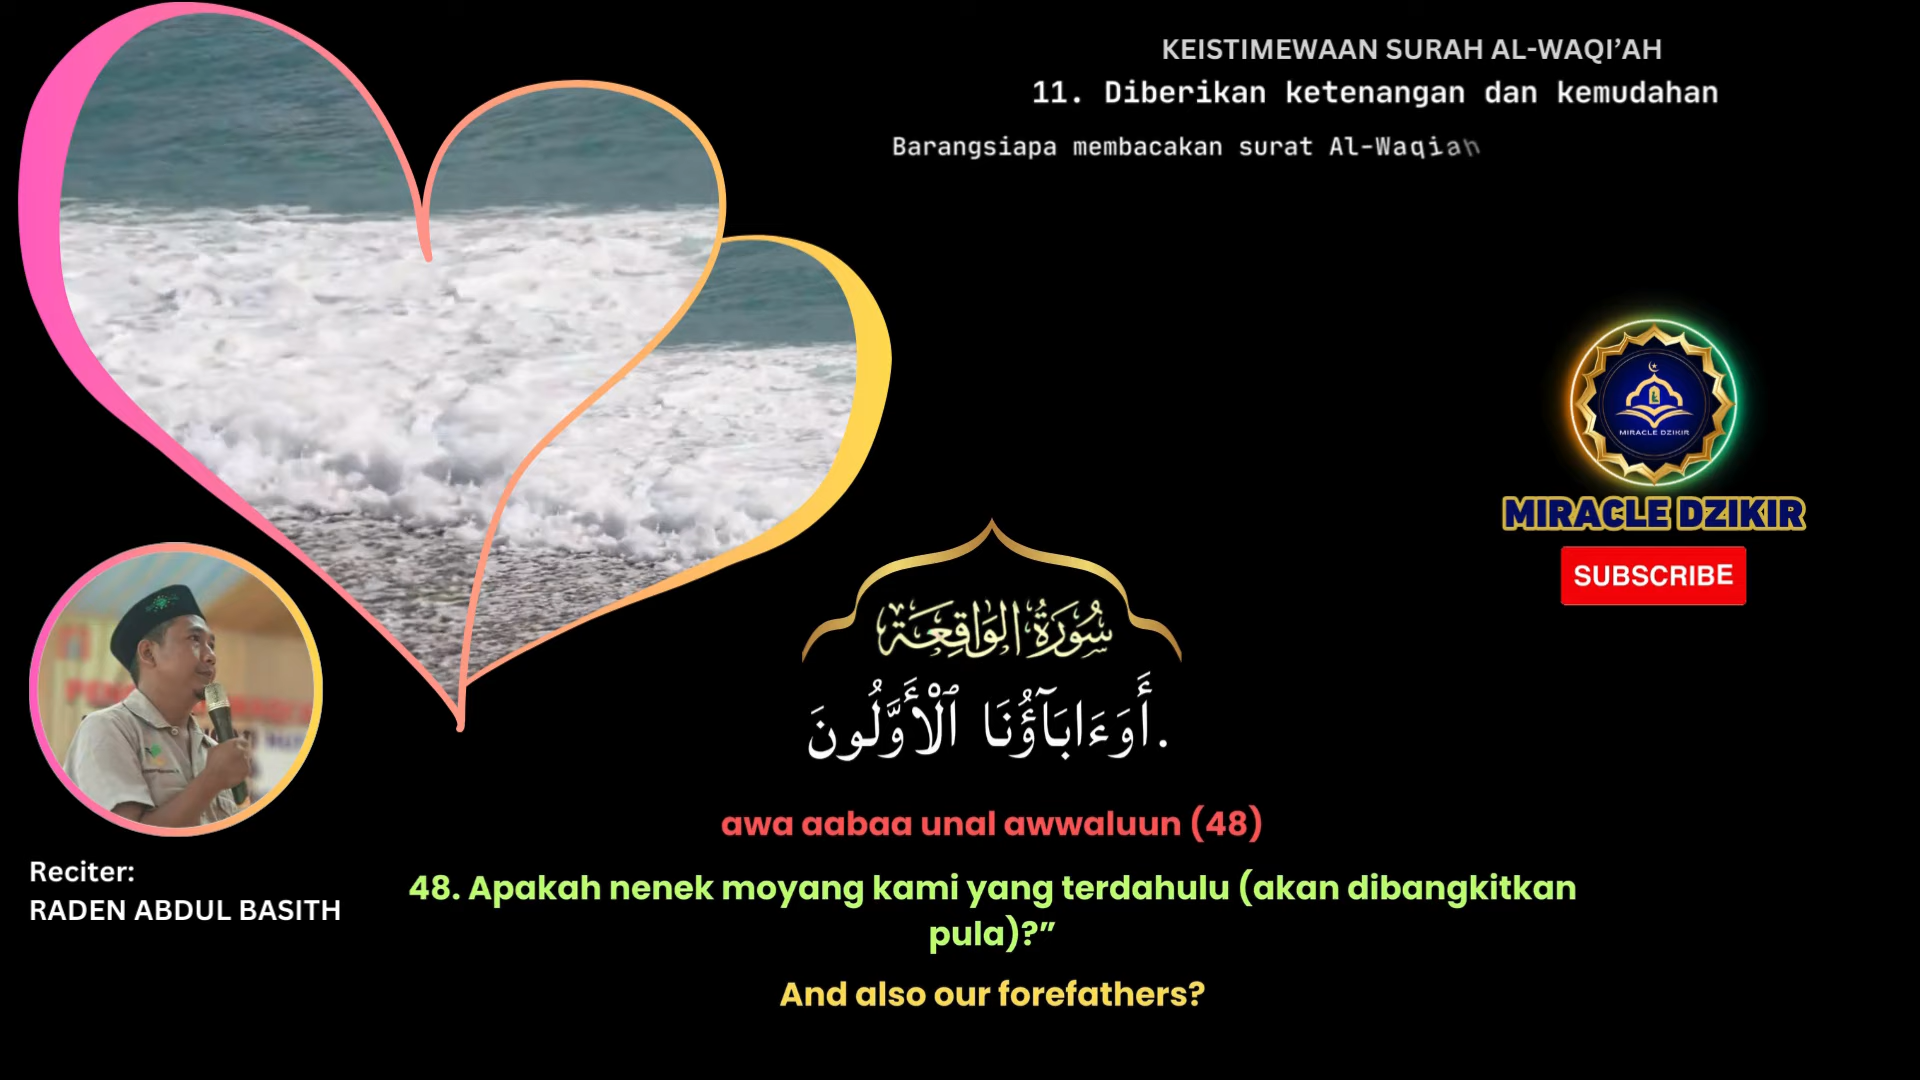 KEISTIMEWAAN SURAH AL-WAQI’AH
11. Diberikan ketenangan dan kemudahan
Barangsiapa membacakan surat Al-Waqiah
MIRACLE DZIKIR
MIRACLE DZIKIR
SUBSCRIBE
سُورَةُ الوَاقِعَة
أَوَءَابَآؤُنَا ٱلْأَوَّلُونَ.
awa aabaa unal awwaluun (48)
48. Apakah nenek moyang kami yang terdahulu (akan dibangkitkan
pula)?”
And also our forefathers?
Reciter:
RADEN ABDUL BASITH